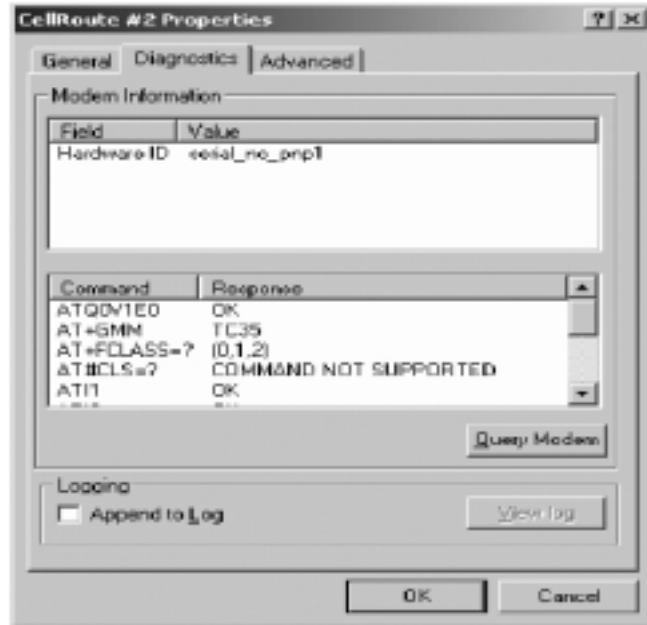 CellRoute #2 Properties
General Diagnostics Advanced
Modem Information
Field Value
Hardware ID serial_no_pnp1
Command Response
ATQ0V1E0 OK
AT+GMM TC35
AT+FCLASS=? (0,1,2)
AT#CLS=? COMMAND NOT SUPPORTED
ATI1 OK
Query Modem
Logging
Append to Log
View log
OK Cancel